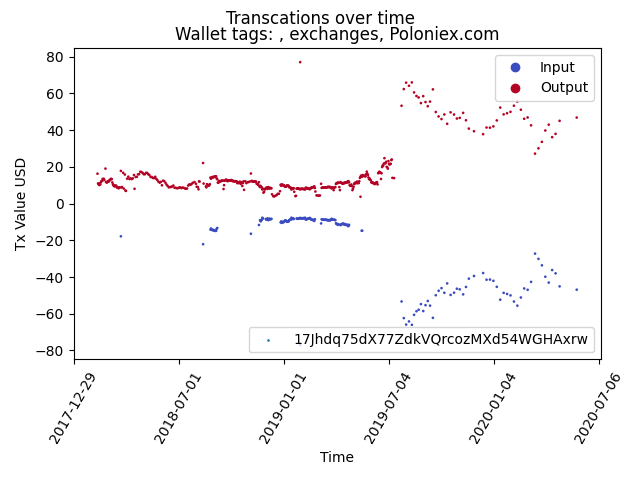 Transcations over time
Wallet tags: , exchanges, Poloniex.com
80
60
40
20
0
−20
−40
−60
−80
Tx Value USD
Input
Output
17Jhdq75dX77ZdkVQrcozMXd54WGHAxrw
2017-12-29
2018-07-01
2019-01-01
2019-07-04
2020-01-04
2020-07-06
Time